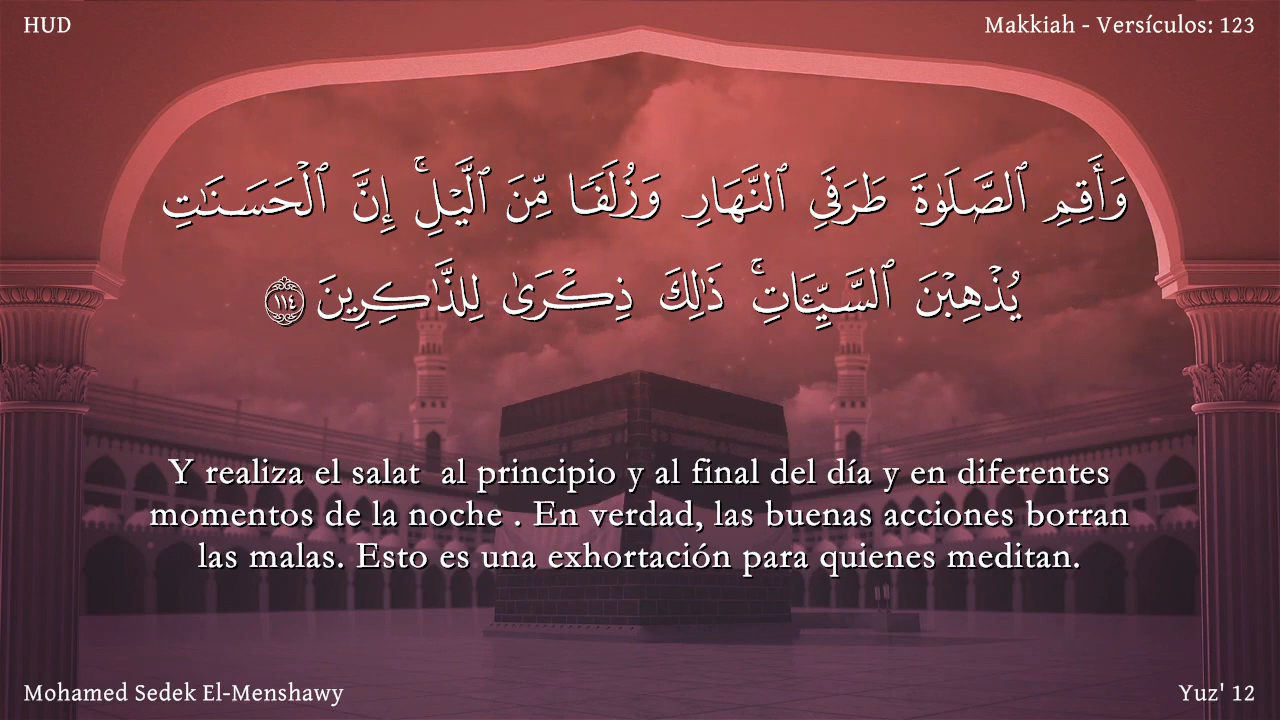 HUD
Makkiah - Versículos: 123
وَأَقِمِ ٱلصَّلَوٰةَ طَرَفَىِ ٱلنَّهَارِ وَزُلَفًا مِّنَ ٱلَّيْلِ ۚ إِنَّ ٱلْحَسَنَـٰتِ
يُذْهِبْنَ ٱلسَّيِّـَٔاتِ ۚ ذَٰلِكَ ذِكْرَىٰ لِلذَّٰكِرِينَ ١١٤
Y realiza el salat  al principio y al final del día y en diferentes
momentos de la noche . En verdad, las buenas acciones borran
las malas. Esto es una exhortación para quienes meditan.
Mohamed Sedek El-Menshawy
Yuz' 12